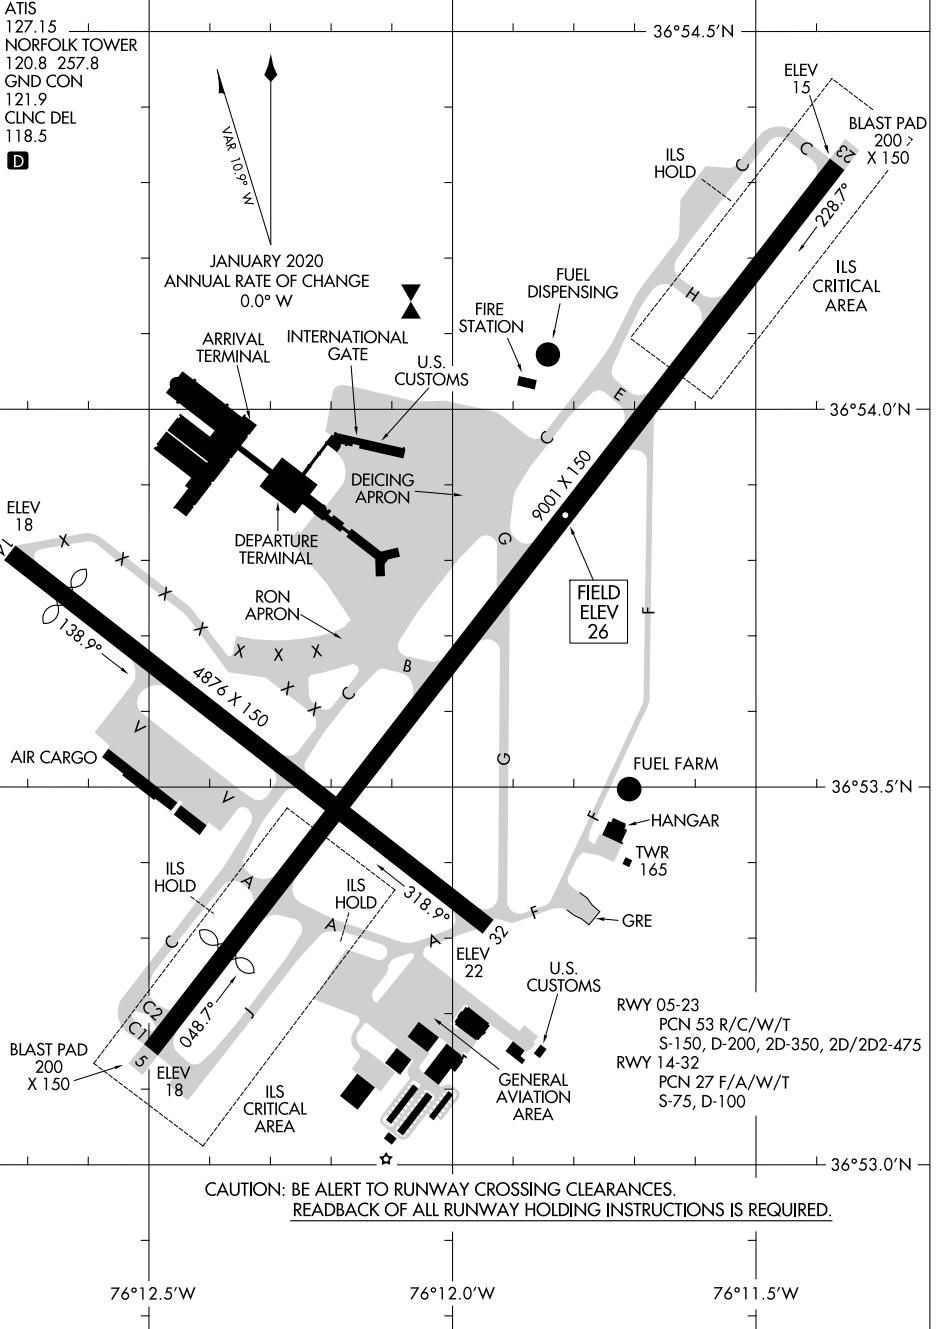 ATIS
127.15
NORFOLK TOWER
120.8 257.8
GND CON
121.9
CLNC DEL
118.5
D
36°54.5'N
VAR 10.9° W
JANUARY 2020
ANNUAL RATE OF CHANGE
0.0° W
ELEV
15
BLAST PAD
200
X 150
23
228.7°
ILS
HOLD
C
C
H
ILS
CRITICAL
AREA
FUEL
DISPENSING
FIRE
STATION
ARRIVAL
TERMINAL
INTERNATIONAL
GATE
U.S.
CUSTOMS
E
C
36°54.0'N
9001 X 150
DEICING
APRON
G
DEPARTURE
TERMINAL
FIELD
ELEV
26
F
ELEV
18
X
X
X
X
X
X
X
X
X
RON
APRON
138.9°
4876 X 150
B
C
V
V
AIR CARGO
G
FUEL FARM
36°53.5'N
F
HANGAR
TWR
165
GRE
F
ILS
HOLD
A
ILS
HOLD
318.9°
A
A
32
ELEV
22
C
C2
C1
048.7°
J
5
ELEV
18
BLAST PAD
200
X 150
ILS
CRITICAL
AREA
U.S.
CUSTOMS
GENERAL
AVIATION
AREA
RWY 05-23
PCN 53 R/C/W/T
S-150, D-200, 2D-350, 2D/2D2-475
RWY 14-32
PCN 27 F/A/W/T
S-75, D-100
36°53.0'N
CAUTION: BE ALERT TO RUNWAY CROSSING CLEARANCES.
READBACK OF ALL RUNWAY HOLDING INSTRUCTIONS IS REQUIRED.
76°12.5'W
76°12.0'W
76°11.5'W